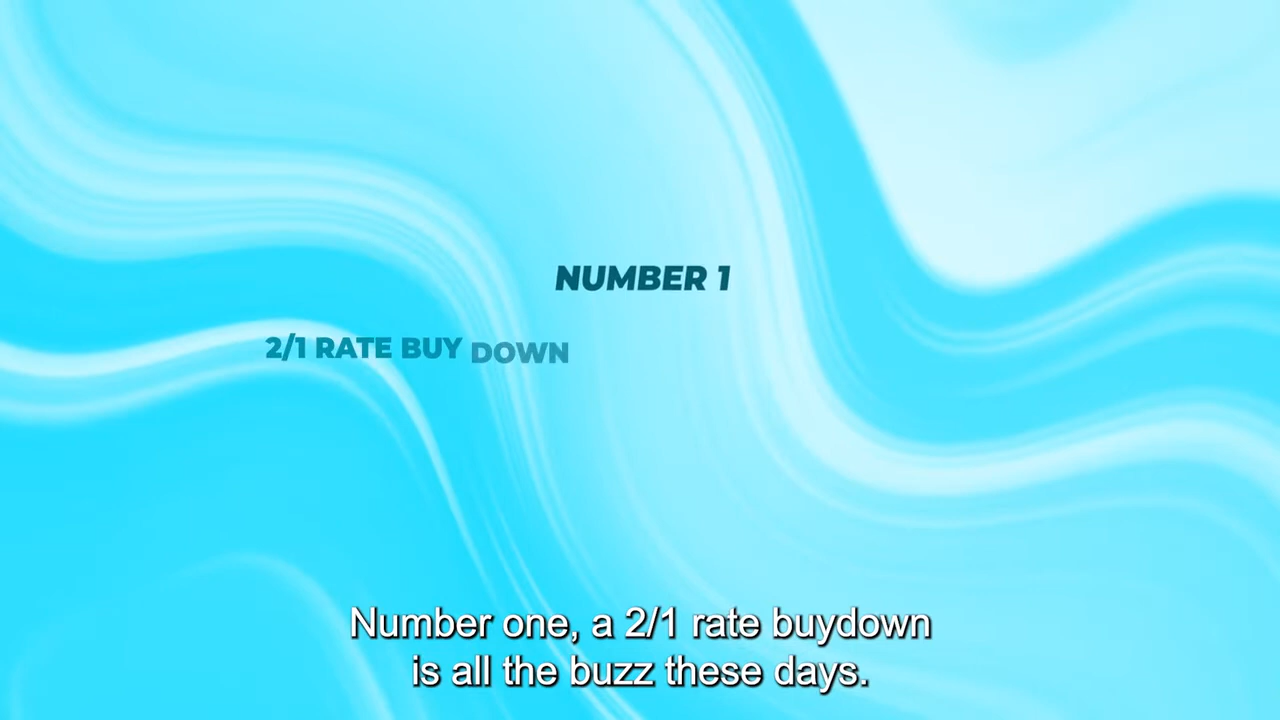 NUMBER 1
2/1 RATE BUY DOWN
Number one, a 2/1 rate buydown
is all the buzz these days.